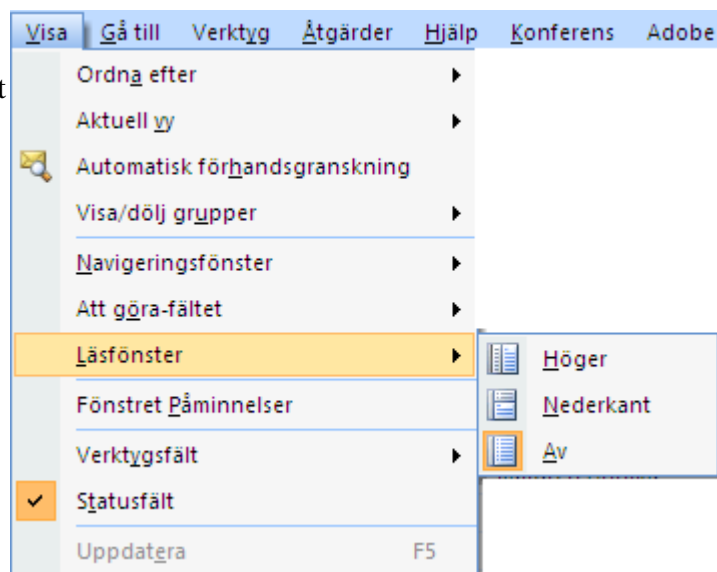 Visa Gå till Verktyg Åtgärder Hjälp Konferens Adobe
Ordna efter
t
Aktuell vy
Automatisk förhandsgranskning
Visa/dölj grupper
Navigeringsfönster
Att göra-fältet
Läsfönster
Höger
Fönstret Påminnelser
Nederkant
Verktygsfält
Av
Statusfält
Uppdatera F5